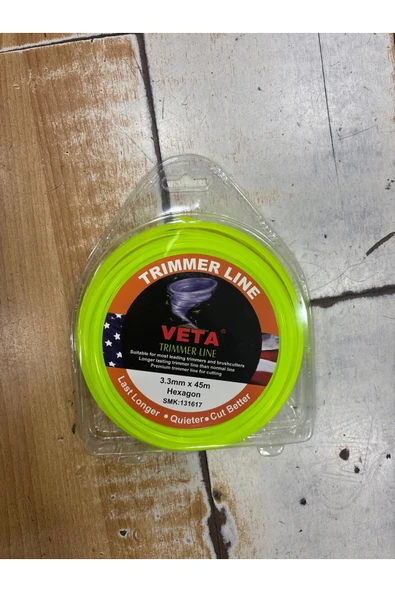 TRIMMER LINE
VETA®
TRIMMER LINE
Suitable for most leading trimmers and brushcutters
Longer lasting trimmer line than normal line
Premium trimmer line for cutting
3.3mm x 45m
Hexagon
SMK:131617
Last Longer • Quieter • Cut Better